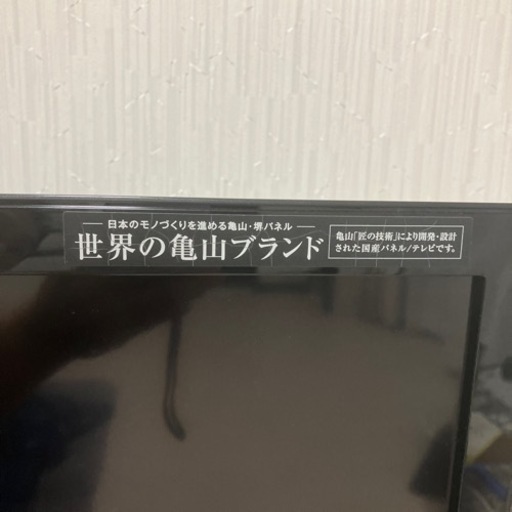 日本のモノづくりを進める亀山・堺パネル
世界の亀山ブランド
亀山「匠の技術」により開発・設計
された国産パネル/テレビです。